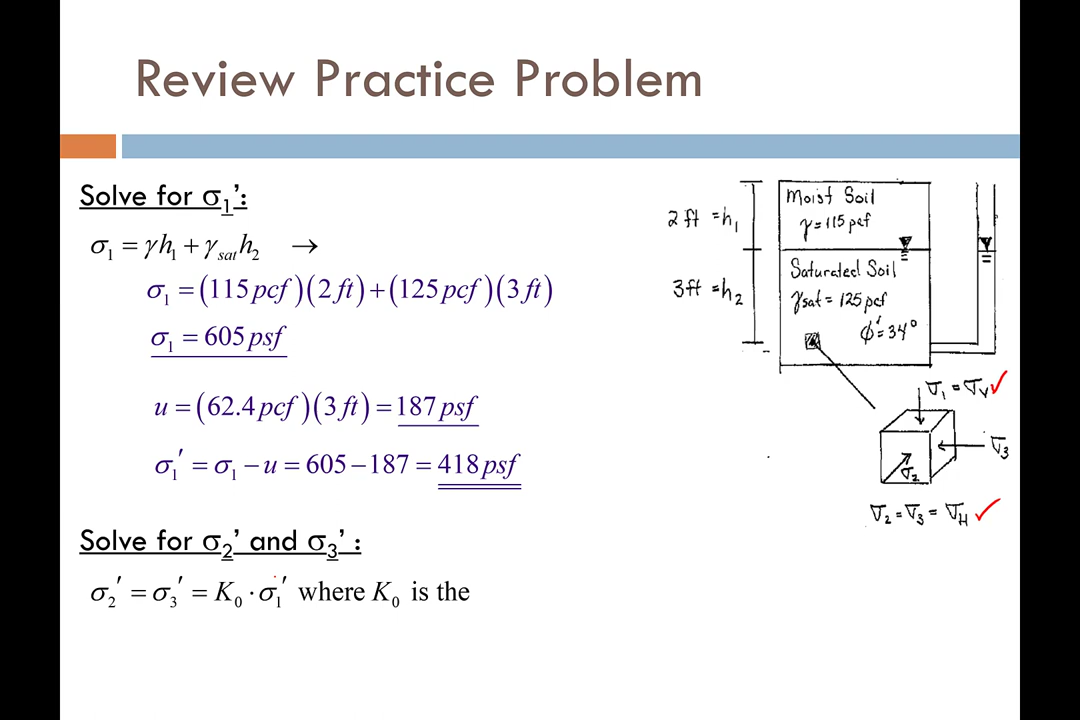 Review Practice Problem
Solve for σ₁’:
σ₁ = γh₁ + γ_sat h₂ →
σ₁ = (115 pcf)(2 ft) + (125 pcf)(3 ft)
σ₁ = 605 psf
u = (62.4 pcf)(3 ft) = 187 psf
σ₁′ = σ₁ − u = 605 − 187 = 418 psf
Solve for σ₂’ and σ₃’ :
σ₂′ = σ₃′ = K₀ · σ₁′ where K₀ is the
2 ft = h₁
Moist Soil
γ = 115 pcf
3 ft = h₂
Saturated Soil
γsat = 125 pcf
ϕ′ = 34°
σ₁ = σᵥ ✓
σ₃
σ₂
σ₂ = σ₃ = σ_H ✓